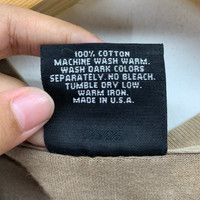 100% COTTON
MACHINE WASH WARM.
WASH DARK COLORS
SEPARATELY. NO BLEACH.
TUMBLE DRY LOW.
WARM IRON.
MADE IN U.S.A.